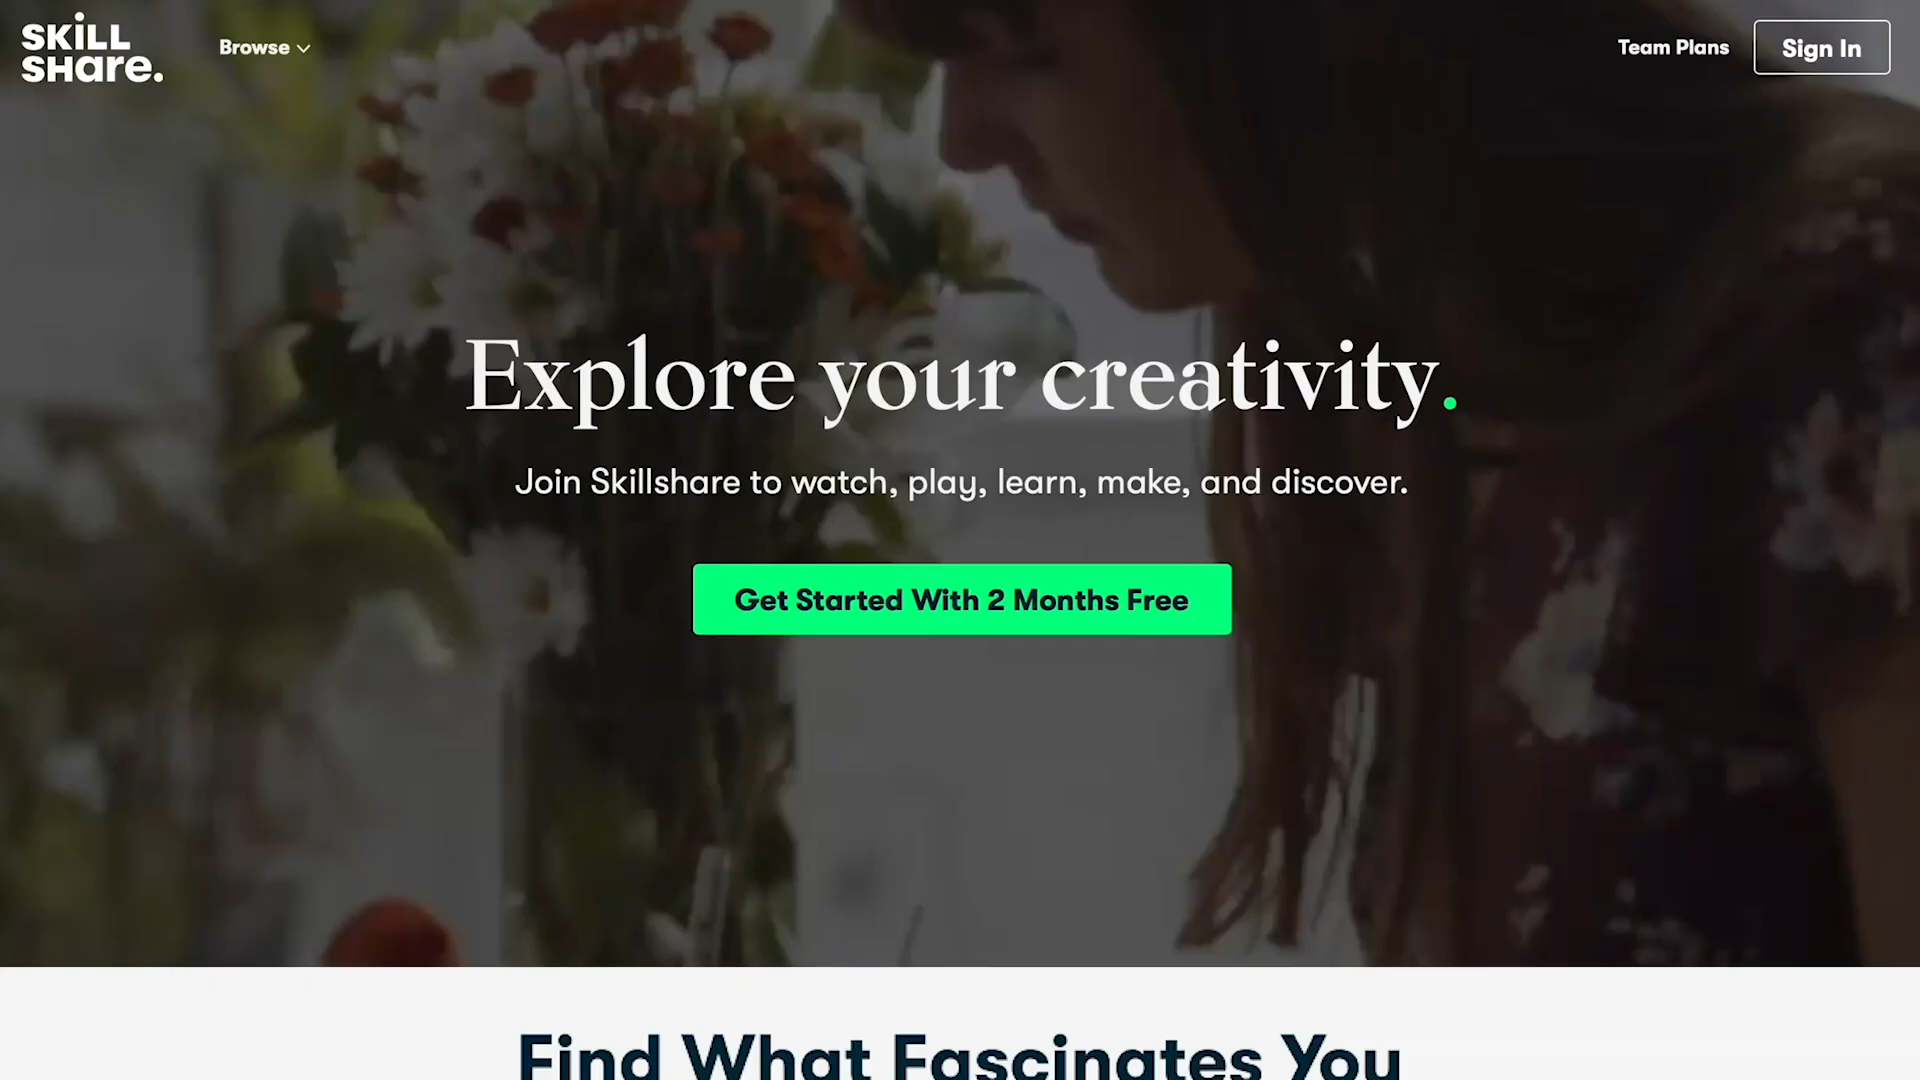 SKiLL
SHare.
Browse
Team Plans
Sign In
Explore your creativity.
Join Skillshare to watch, play, learn, make, and discover.
Get Started With 2 Months Free
Find What Fascinates You